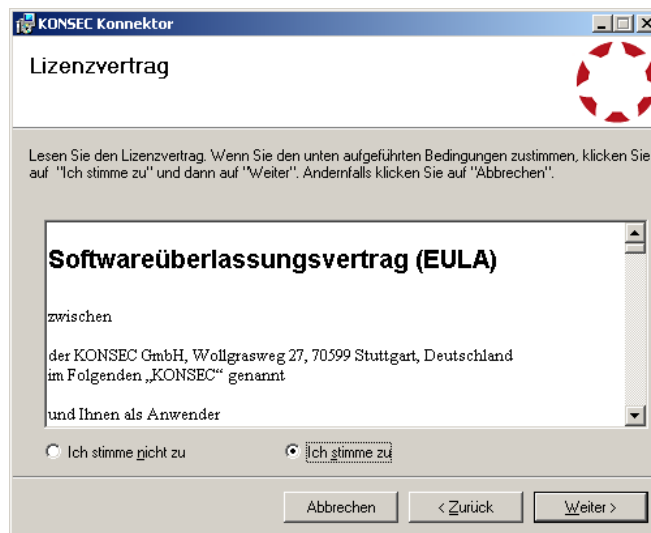 KONSEC Konnektor
Lizenzvertrag
Lesen Sie den Lizenzvertrag. Wenn Sie den unten aufgeführten Bedingungen zustimmen, klicken Sie
auf "Ich stimme zu" und dann auf "Weiter". Andernfalls klicken Sie auf "Abbrechen".
Softwareüberlassungsvertrag (EULA)
zwischen
der KONSEC GmbH, Wollgrasweg 27, 70599 Stuttgart, Deutschland
im Folgenden „KONSEC“ genannt
und Ihnen als Anwender
Ich stimme nicht zu Ich stimme zu
Abbrechen < Zurück Weiter >